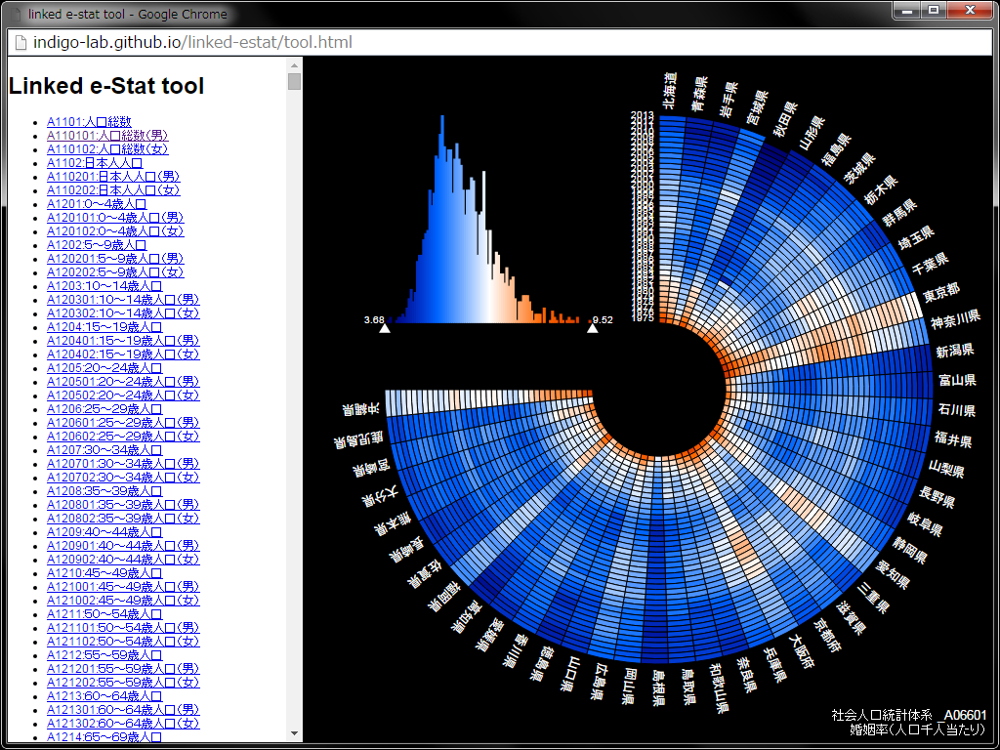 linked e-stat tool - Google Chrome
indigo-lab.github.io/linked-estat/tool.html
Linked e-Stat tool
A1101:人口総数
A110101:人口総数(男)
A110102:人口総数(女)
A1102:日本人人口
A110201:日本人人口(男)
A110202:日本人人口(女)
A1201:0～4歳人口
A120101:0～4歳人口(男)
A120102:0～4歳人口(女)
A1202:5～9歳人口
A120201:5～9歳人口(男)
A120202:5～9歳人口(女)
A1203:10～14歳人口
A120301:10～14歳人口(男)
A120302:10～14歳人口(女)
A1204:15～19歳人口
A120401:15～19歳人口(男)
A120402:15～19歳人口(女)
A1205:20～24歳人口
A120501:20～24歳人口(男)
A120502:20～24歳人口(女)
A1206:25～29歳人口
A120601:25～29歳人口(男)
A120602:25～29歳人口(女)
A1207:30～34歳人口
A120701:30～34歳人口(男)
A120702:30～34歳人口(女)
A1208:35～39歳人口
A120801:35～39歳人口(男)
A120802:35～39歳人口(女)
A1209:40～44歳人口
A120901:40～44歳人口(男)
A120902:40～44歳人口(女)
A1210:45～49歳人口
A121001:45～49歳人口(男)
A121002:45～49歳人口(女)
A1211:50～54歳人口
A121101:50～54歳人口(男)
A121102:50～54歳人口(女)
A1212:55～59歳人口
A121201:55～59歳人口(男)
A121202:55～59歳人口(女)
A1213:60～64歳人口
A121301:60～64歳人口(男)
A121302:60～64歳人口(女)
A1214:65～69歳人口
3.68
9.52
2013
1975
北海道
青森県
岩手県
宮城県
秋田県
山形県
福島県
茨城県
栃木県
群馬県
埼玉県
千葉県
東京都
神奈川県
新潟県
富山県
石川県
福井県
山梨県
長野県
岐阜県
静岡県
愛知県
三重県
滋賀県
京都府
大阪府
兵庫県
奈良県
和歌山県
鳥取県
島根県
岡山県
広島県
山口県
徳島県
香川県
愛媛県
高知県
福岡県
佐賀県
長崎県
熊本県
大分県
宮崎県
鹿児島県
沖縄県
社会人口統計体系 _A06601
婚姻率(人口千人当たり)